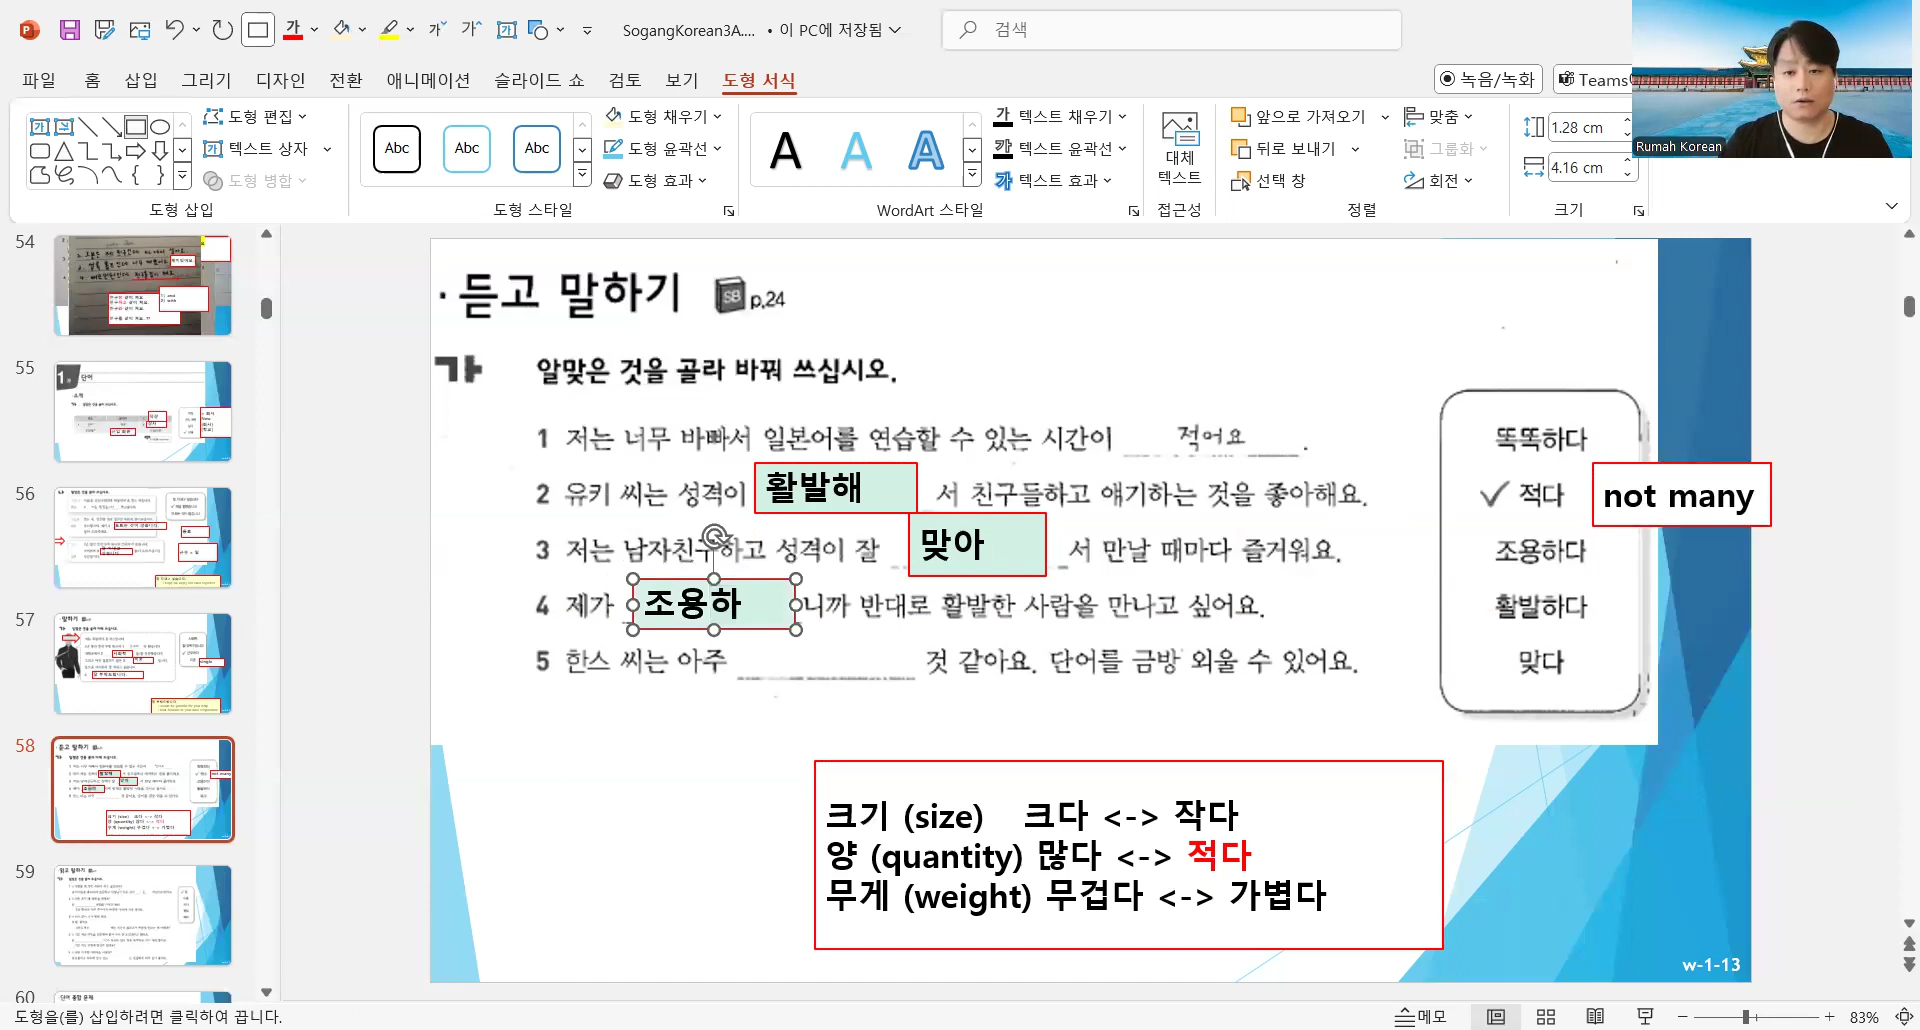 SogangKorean3A.... • 이 PC에 저장됨
검색
파일 홈 삽입 그리기 디자인 전환 애니메이션 슬라이드 쇼 검토 보기 도형 서식
녹음/녹화 Teams
도형 편집
텍스트 상자
도형 병합
도형 삽입
Abc Abc Abc
도형 채우기
도형 윤곽선
도형 효과
도형 스타일
A A A
텍스트 채우기
텍스트 윤곽선
텍스트 효과
WordArt 스타일
대체
텍스트
접근성
앞으로 가져오기
뒤로 보내기
선택 창
맞춤
그룹화
회전
정렬
1.28 cm
4.16 cm
크기
Rumah Korean
54
55
56
57
58
59
60
· 듣고 말하기 SB p.24
가 알맞은 것을 골라 바꿔 쓰십시오.
1 저는 너무 바빠서 일본어를 연습할 수 있는 시간이 적어요 .
2 유키 씨는 성격이 활발해 서 친구들하고 얘기하는 것을 좋아해요.
3 저는 남자친구하고 성격이 잘 맞아 서 만날 때마다 즐거워요.
4 제가 조용하 니까 반대로 활발한 사람을 만나고 싶어요.
5 한스 씨는 아주 것 같아요. 단어를 금방 외울 수 있어요.
똑똑하다
✓ 적다 not many
조용하다
활발하다
맞다
크기 (size) 크다 <-> 작다
양 (quantity) 많다 <-> 적다
무게 (weight) 무겁다 <-> 가볍다
w-1-13
도형을(를) 삽입하려면 클릭하여 끕니다.
메모
83%